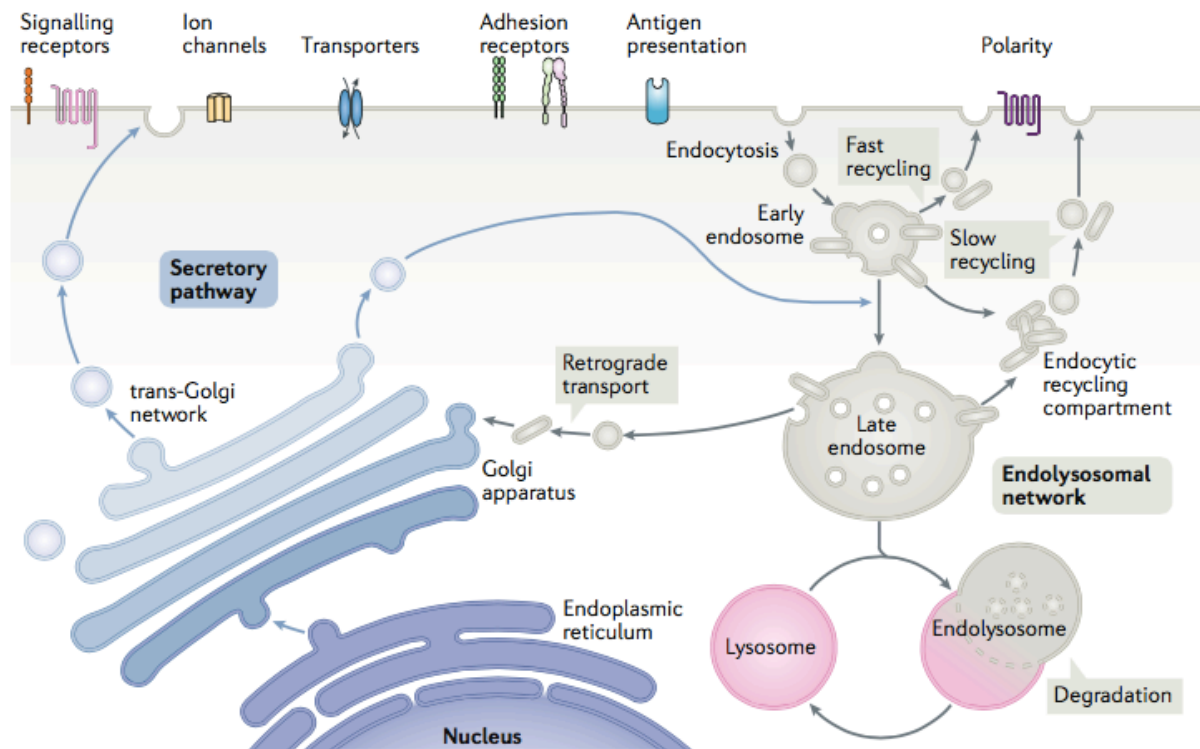 Signalling
receptors
Ion
channels
Transporters
Adhesion
receptors
Antigen
presentation
Polarity
Endocytosis
Fast
recycling
Early
endosome
Slow
recycling
Secretory
pathway
Retrograde
transport
trans-Golgi
network
Endocytic
recycling
compartment
Late
endosome
Golgi
apparatus
Endolysosomal
network
Endoplasmic
reticulum
Lysosome
Endolysosome
Degradation
Nucleus